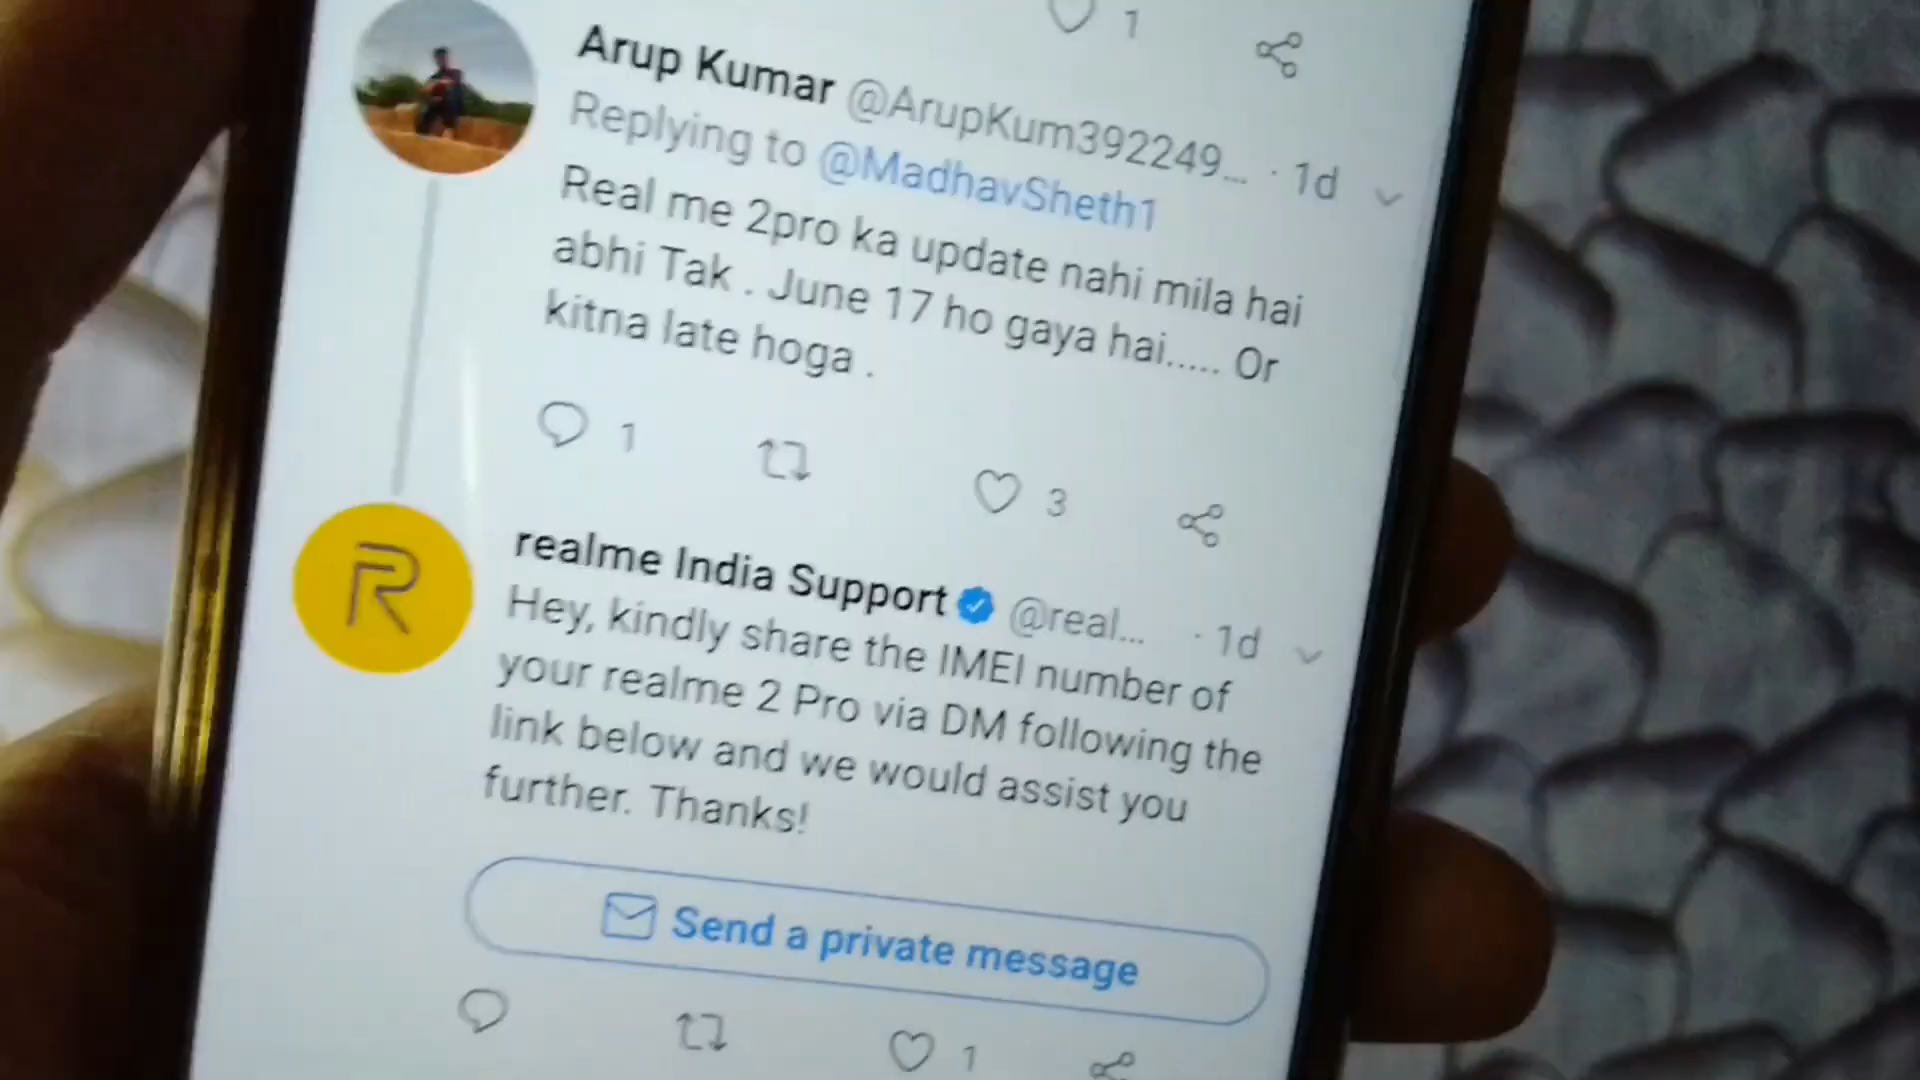 1
Arup Kumar @ArupKum392249... · 1d
Replying to @MadhavSheth1
Real me 2pro ka update nahi mila hai
abhi Tak . June 17 ho gaya hai..... Or
kitna late hoga .
1 3
realme India Support @real... · 1d
Hey, kindly share the IMEI number of
your realme 2 Pro via DM following the
link below and we would assist you
further. Thanks!
Send a private message
1